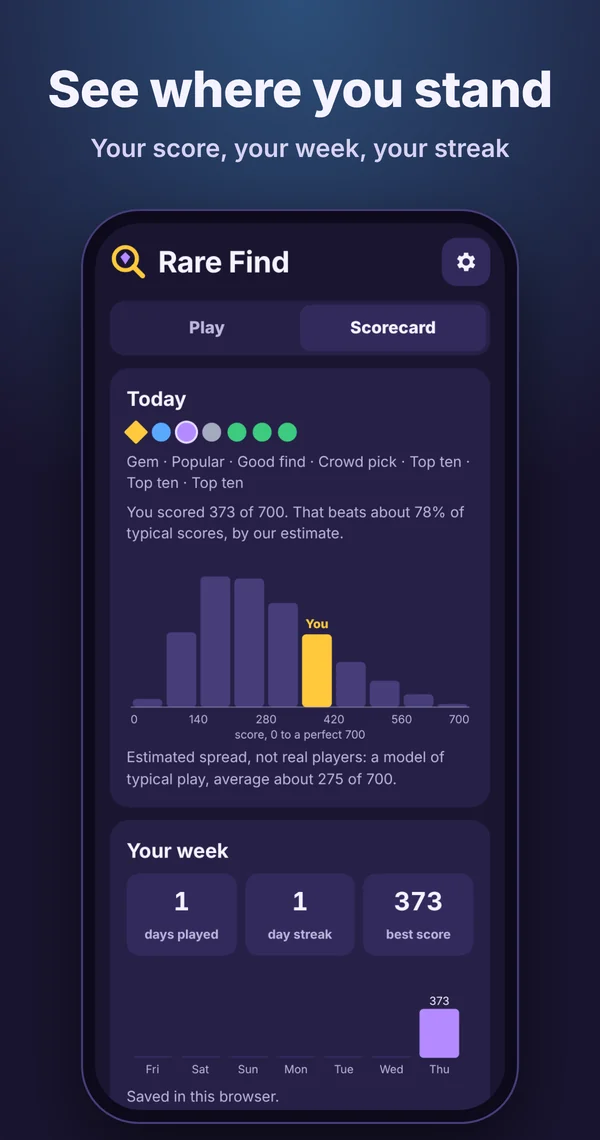 See where you stand
Your score, your week, your streak
Rare Find
Play
Scorecard
Today
Gem · Popular · Good find · Crowd pick · Top ten ·
Top ten · Top ten
You scored 373 of 700. That beats about 78% of
typical scores, by our estimate.
You
0 140 280 420 560 700
score, 0 to a perfect 700
Estimated spread, not real players: a model of
typical play, average about 275 of 700.
Your week
1 1 373
days played day streak best score
373
Fri Sat Sun Mon Tue Wed Thu
Saved in this browser.